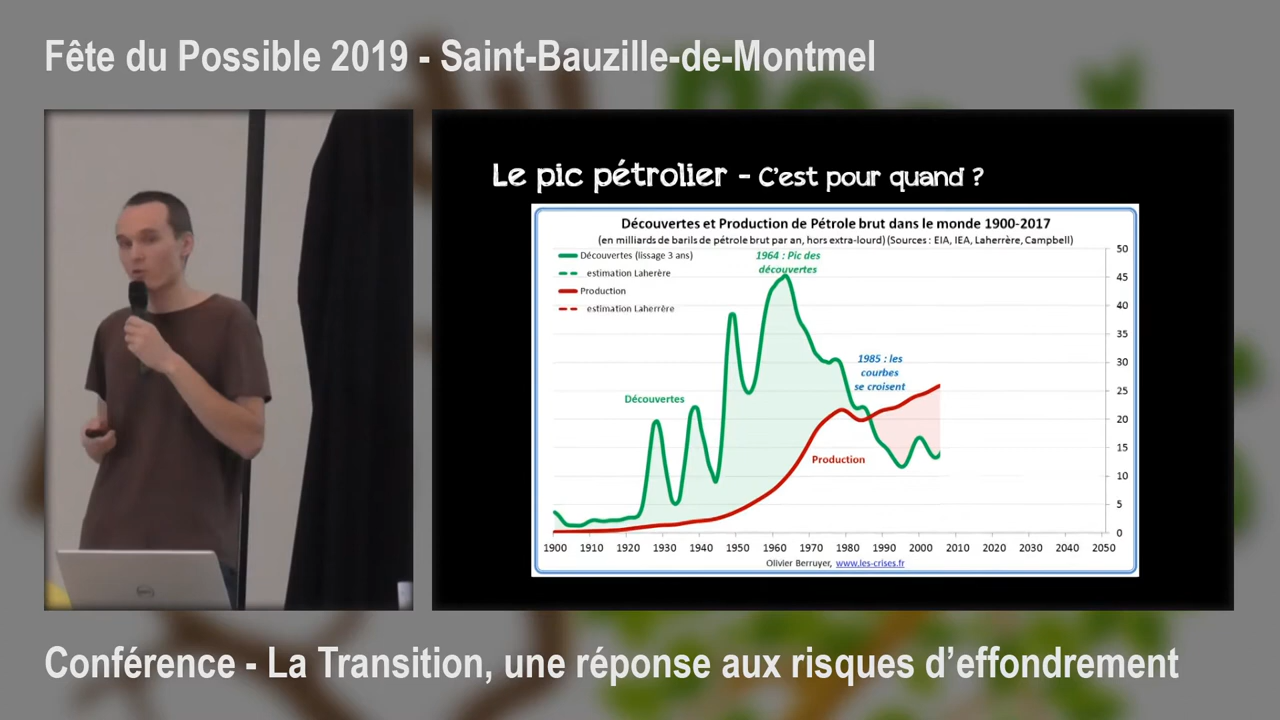 Fête du Possible 2019 - Saint-Bauzille-de-Montmel
Le pic pétrolier - C'est pour quand ?
Découvertes et Production de Pétrole brut dans le monde 1900-2017
(en milliards de barils de pétrole brut par an, hors extra-lourd) (Sources : EIA, IEA, Laherrère, Campbell)
Découvertes (lissage 3 ans)
estimation Laherère
Production
estimation Laherrère
1964 : Pic des
découvertes
1985 : les
courbes
se croisent
Découvertes
Production
50
45
40
35
30
25
20
15
10
5
0
1900 1910 1920 1930 1940 1950 1960 1970 1980 1990 2000 2010 2020 2030 2040 2050
Olivier Berruyer, www.les-crises.fr
DELL
Conférence - La Transition, une réponse aux risques d'effondrement